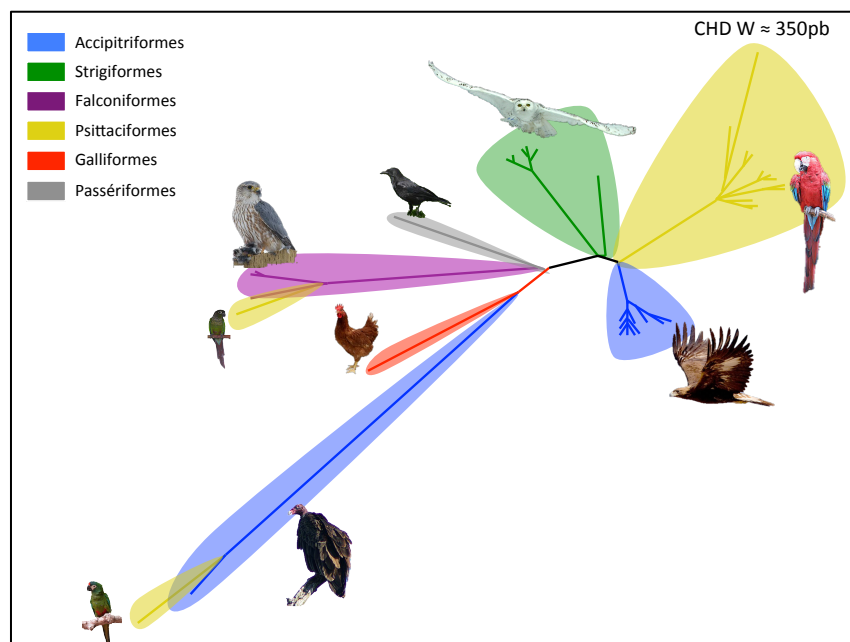 CHD W ≈ 350pb
Accipitriformes
Strigiformes
Falconiformes
Psittaciformes
Galliformes
Passériformes